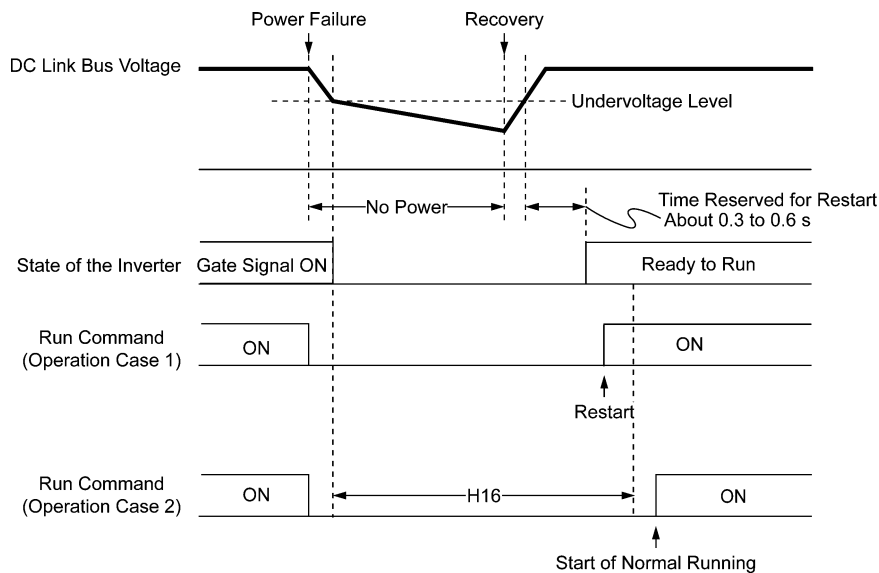 Power Failure
Recovery
DC Link Bus Voltage
Undervoltage Level
No Power
Time Reserved for Restart
About 0.3 to 0.6 s
State of the Inverter
Gate Signal ON
Ready to Run
Run Command
(Operation Case 1)
ON
ON
Restart
Run Command
(Operation Case 2)
ON
H16
ON
Start of Normal Running